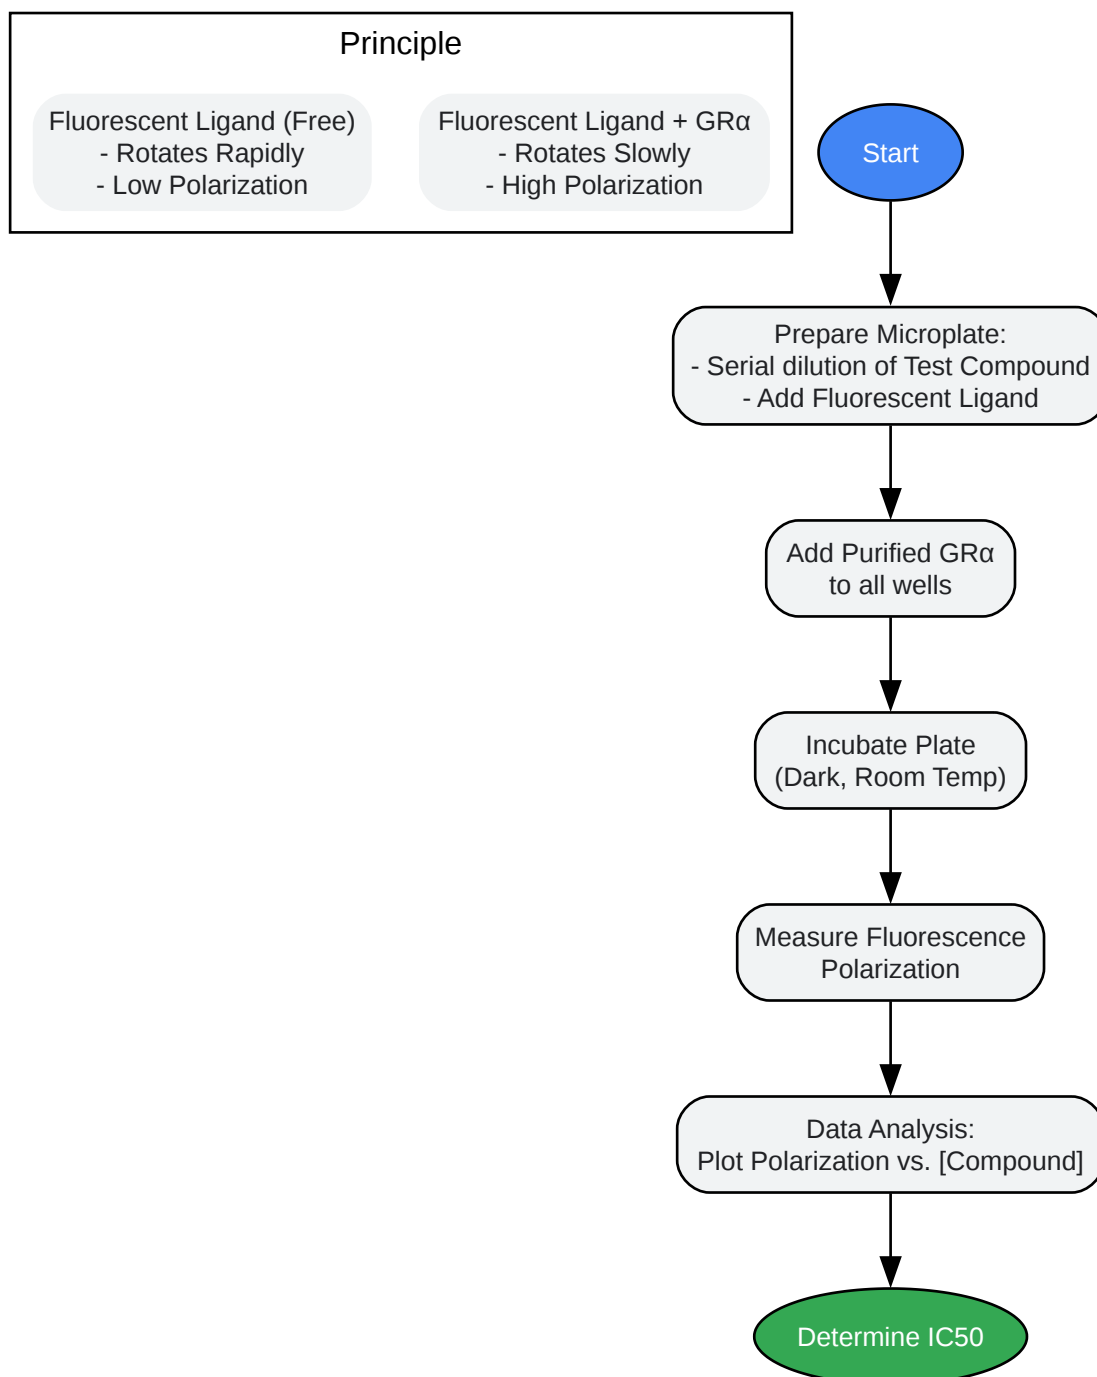 Principle
Fluorescent Ligand (Free)
- Rotates Rapidly
- Low Polarization
Fluorescent Ligand + GRα
- Rotates Slowly
- High Polarization
Start
Prepare Microplate:
- Serial dilution of Test Compound
- Add Fluorescent Ligand
Add Purified GRα
to all wells
Incubate Plate
(Dark, Room Temp)
Measure Fluorescence
Polarization
Data Analysis:
Plot Polarization vs. [Compound]
Determine IC50